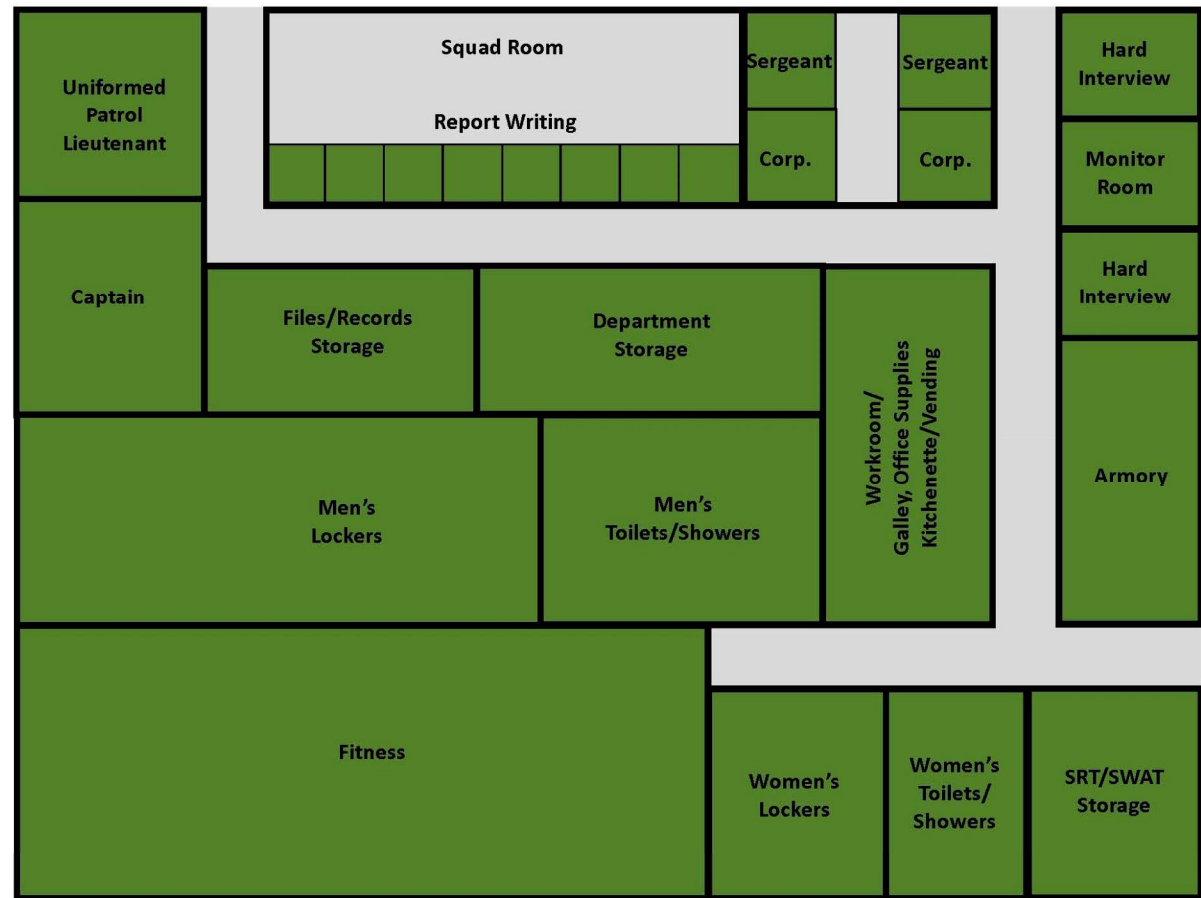 Uniformed
Patrol
Lieutenant
Squad Room
Report Writing
Sergeant
Corp.
Sergeant
Corp.
Hard
Interview
Monitor
Room
Hard
Interview
Captain
Files/Records
Storage
Department
Storage
Workroom/
Galley, Office Supplies
Kitchenette/Vending
Armory
Men’s
Lockers
Men’s
Toilets/Showers
Fitness
Women’s
Lockers
Women’s
Toilets/
Showers
SRT/SWAT
Storage